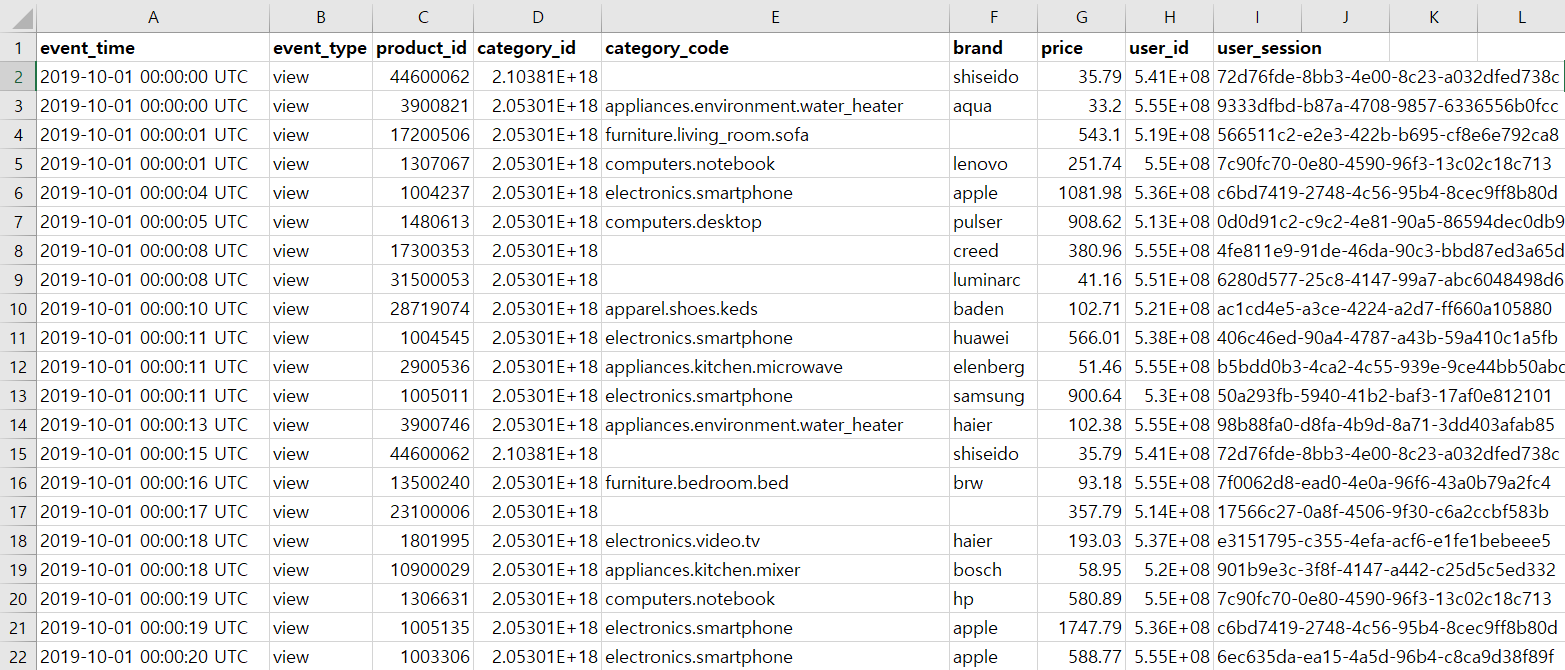 A B C D E F G H I J K L
1 event_time event_type product_id category_id category_code brand price user_id user_session
2 2019-10-01 00:00:00 UTC view 44600062 2.10381E+18 shiseido 35.79 5.41E+08 72d76fde-8bb3-4e00-8c23-a032dfed738c
3 2019-10-01 00:00:00 UTC view 3900821 2.05301E+18 appliances.environment.water_heater aqua 33.2 5.55E+08 9333dfbd-b87a-4708-9857-6336556b0fcc
4 2019-10-01 00:00:01 UTC view 17200506 2.05301E+18 furniture.living_room.sofa 543.1 5.19E+08 566511c2-e2e3-422b-b695-cf8e6e792ca8
5 2019-10-01 00:00:01 UTC view 1307067 2.05301E+18 computers.notebook lenovo 251.74 5.5E+08 7c90fc70-0e80-4590-96f3-13c02c18c713
6 2019-10-01 00:00:04 UTC view 1004237 2.05301E+18 electronics.smartphone apple 1081.98 5.36E+08 c6bd7419-2748-4c56-95b4-8cec9ff8b80d
7 2019-10-01 00:00:05 UTC view 1480613 2.05301E+18 computers.desktop pulser 908.62 5.13E+08 0d0d91c2-c9c2-4e81-90a5-86594dec0db9
8 2019-10-01 00:00:08 UTC view 17300353 2.05301E+18 creed 380.96 5.55E+08 4fe811e9-91de-46da-90c3-bbd87ed3a65d
9 2019-10-01 00:00:08 UTC view 31500053 2.05301E+18 luminarc 41.16 5.51E+08 6280d577-25c8-4147-99a7-abc6048498d6
10 2019-10-01 00:00:10 UTC view 28719074 2.05301E+18 apparel.shoes.keds baden 102.71 5.21E+08 ac1cd4e5-a3ce-4224-a2d7-ff660a105880
11 2019-10-01 00:00:11 UTC view 1004545 2.05301E+18 electronics.smartphone huawei 566.01 5.38E+08 406c46ed-90a4-4787-a43b-59a410c1a5fb
12 2019-10-01 00:00:11 UTC view 2900536 2.05301E+18 appliances.kitchen.microwave elenberg 51.46 5.55E+08 b5bdd0b3-4ca2-4c55-939e-9ce44bb50abc
13 2019-10-01 00:00:11 UTC view 1005011 2.05301E+18 electronics.smartphone samsung 900.64 5.3E+08 50a293fb-5940-41b2-baf3-17af0e812101
14 2019-10-01 00:00:13 UTC view 3900746 2.05301E+18 appliances.environment.water_heater haier 102.38 5.55E+08 98b88fa0-d8fa-4b9d-8a71-3dd403afab85
15 2019-10-01 00:00:15 UTC view 44600062 2.10381E+18 shiseido 35.79 5.41E+08 72d76fde-8bb3-4e00-8c23-a032dfed738c
16 2019-10-01 00:00:16 UTC view 13500240 2.05301E+18 furniture.bedroom.bed brw 93.18 5.55E+08 7f0062d8-ead0-4e0a-96f6-43a0b79a2fc4
17 2019-10-01 00:00:17 UTC view 23100006 2.05301E+18 357.79 5.14E+08 17566c27-0a8f-4506-9f30-c6a2ccbf583b
18 2019-10-01 00:00:18 UTC view 1801995 2.05301E+18 electronics.video.tv haier 193.03 5.37E+08 e3151795-c355-4efa-acf6-e1fe1bebeee5
19 2019-10-01 00:00:18 UTC view 10900029 2.05301E+18 appliances.kitchen.mixer bosch 58.95 5.2E+08 901b9e3c-3f8f-4147-a442-c25d5c5ed332
20 2019-10-01 00:00:19 UTC view 1306631 2.05301E+18 computers.notebook hp 580.89 5.5E+08 7c90fc70-0e80-4590-96f3-13c02c18c713
21 2019-10-01 00:00:19 UTC view 1005135 2.05301E+18 electronics.smartphone apple 1747.79 5.36E+08 c6bd7419-2748-4c56-95b4-8cec9ff8b80d
22 2019-10-01 00:00:20 UTC view 1003306 2.05301E+18 electronics.smartphone apple 588.77 5.55E+08 6ec635da-ea15-4a5d-96b4-c8ca9d38f89f